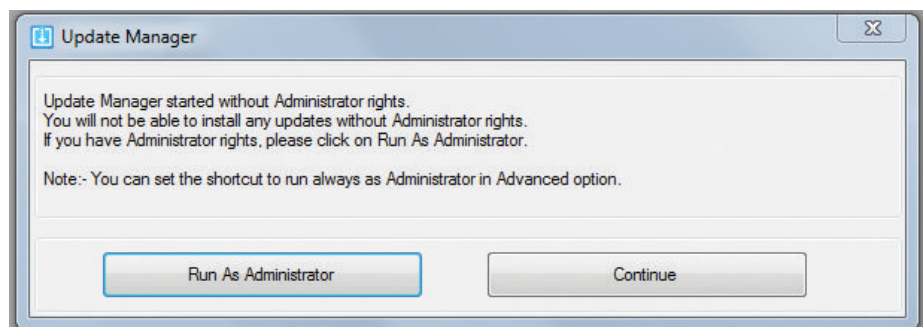 Update Manager
Update Manager started without Administrator rights.
You will not be able to install any updates without Administrator rights.
If you have Administrator rights, please click on Run As Administrator.
Note:- You can set the shortcut to run always as Administrator in Advanced option.
Run As Administrator
Continue